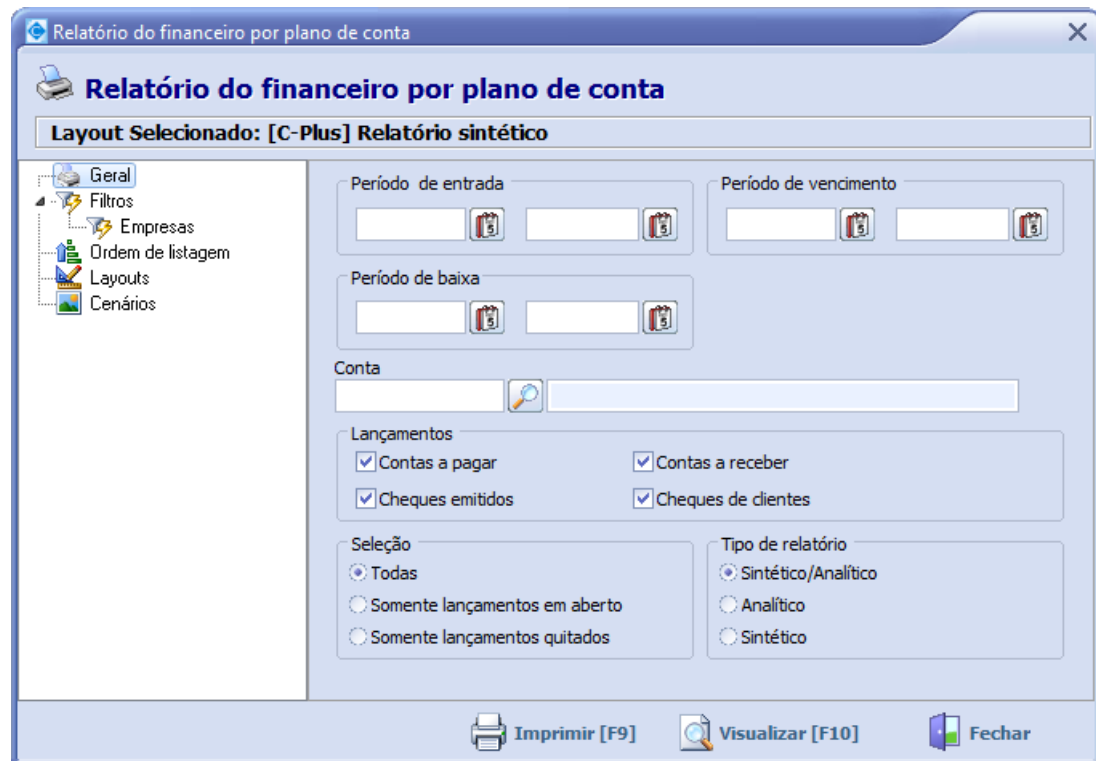 Relatório do financeiro por plano de conta
Relatório do financeiro por plano de conta
Layout Selecionado: [C-Plus] Relatório sintético
Geral
Filtros
Empresas
Ordem de listagem
Layouts
Cenários
Período de entrada
Período de vencimento
Período de baixa
Conta
Lançamentos
Contas a pagar
Contas a receber
Cheques emitidos
Cheques de clientes
Seleção
Todas
Somente lançamentos em aberto
Somente lançamentos quitados
Tipo de relatório
Sintético/Analítico
Analítico
Sintético
Imprimir [F9]
Visualizar [F10]
Fechar